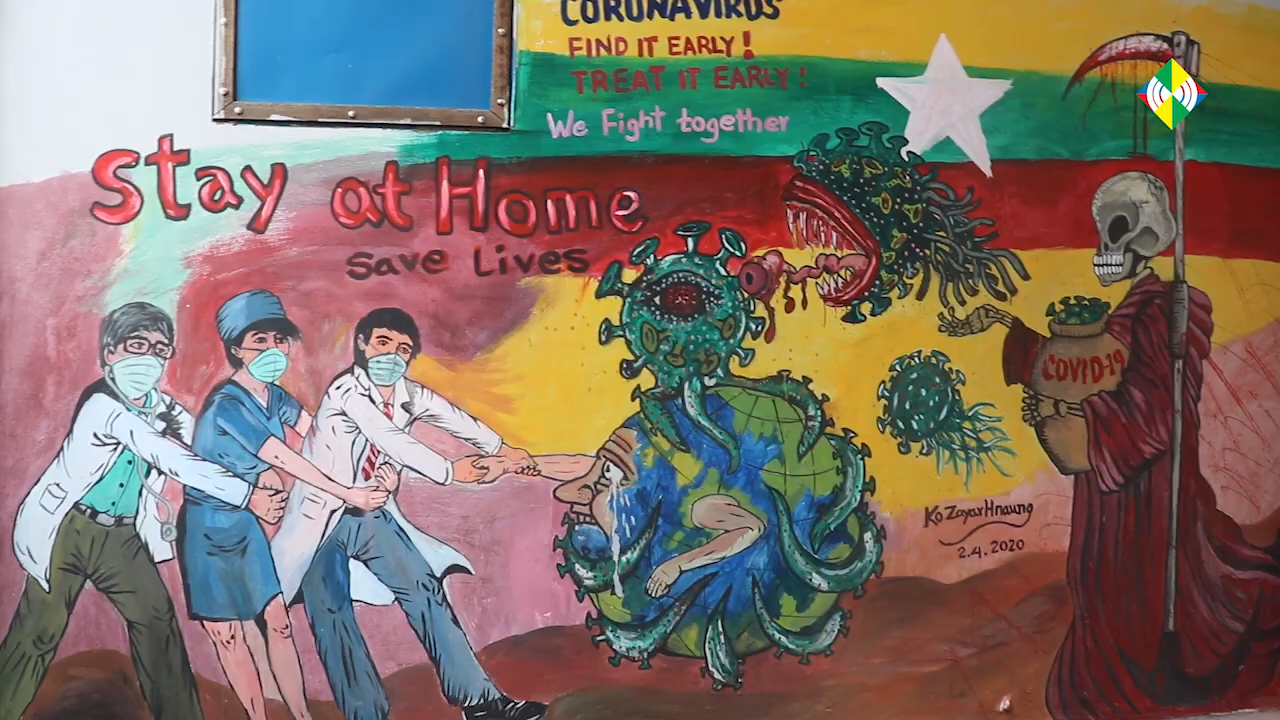 CORONAVIRUS
FIND IT EARLY!
TREAT IT EARLY!
We Fight together
Stay at Home
Save Lives
COVID-19
Ko Zayar Hnaung
2.4.2020